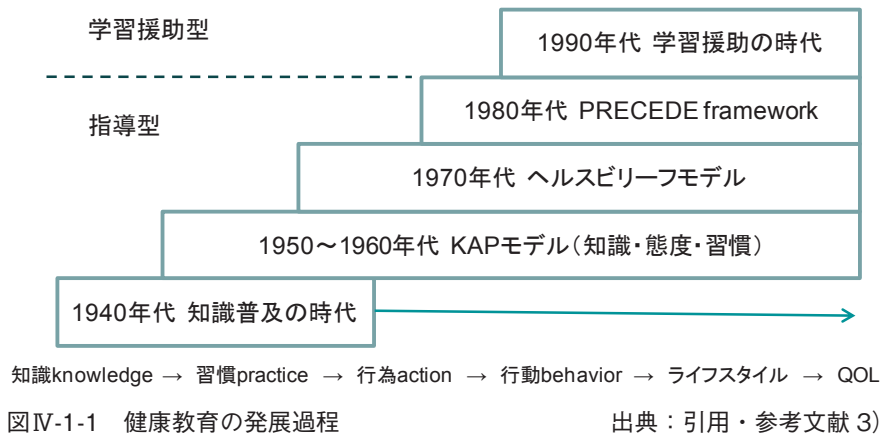 学習援助型
1990年代 学習援助の時代
1980年代 PRECEDE framework
指導型
1970年代 ヘルスビリーフモデル
1950～1960年代 KAPモデル（知識・態度・習慣）
1940年代 知識普及の時代
知識knowledge → 習慣practice → 行為action → 行動behavior → ライフスタイル → QOL
図Ⅳ-1-1 健康教育の発展過程 出典：引用・参考文献 3)